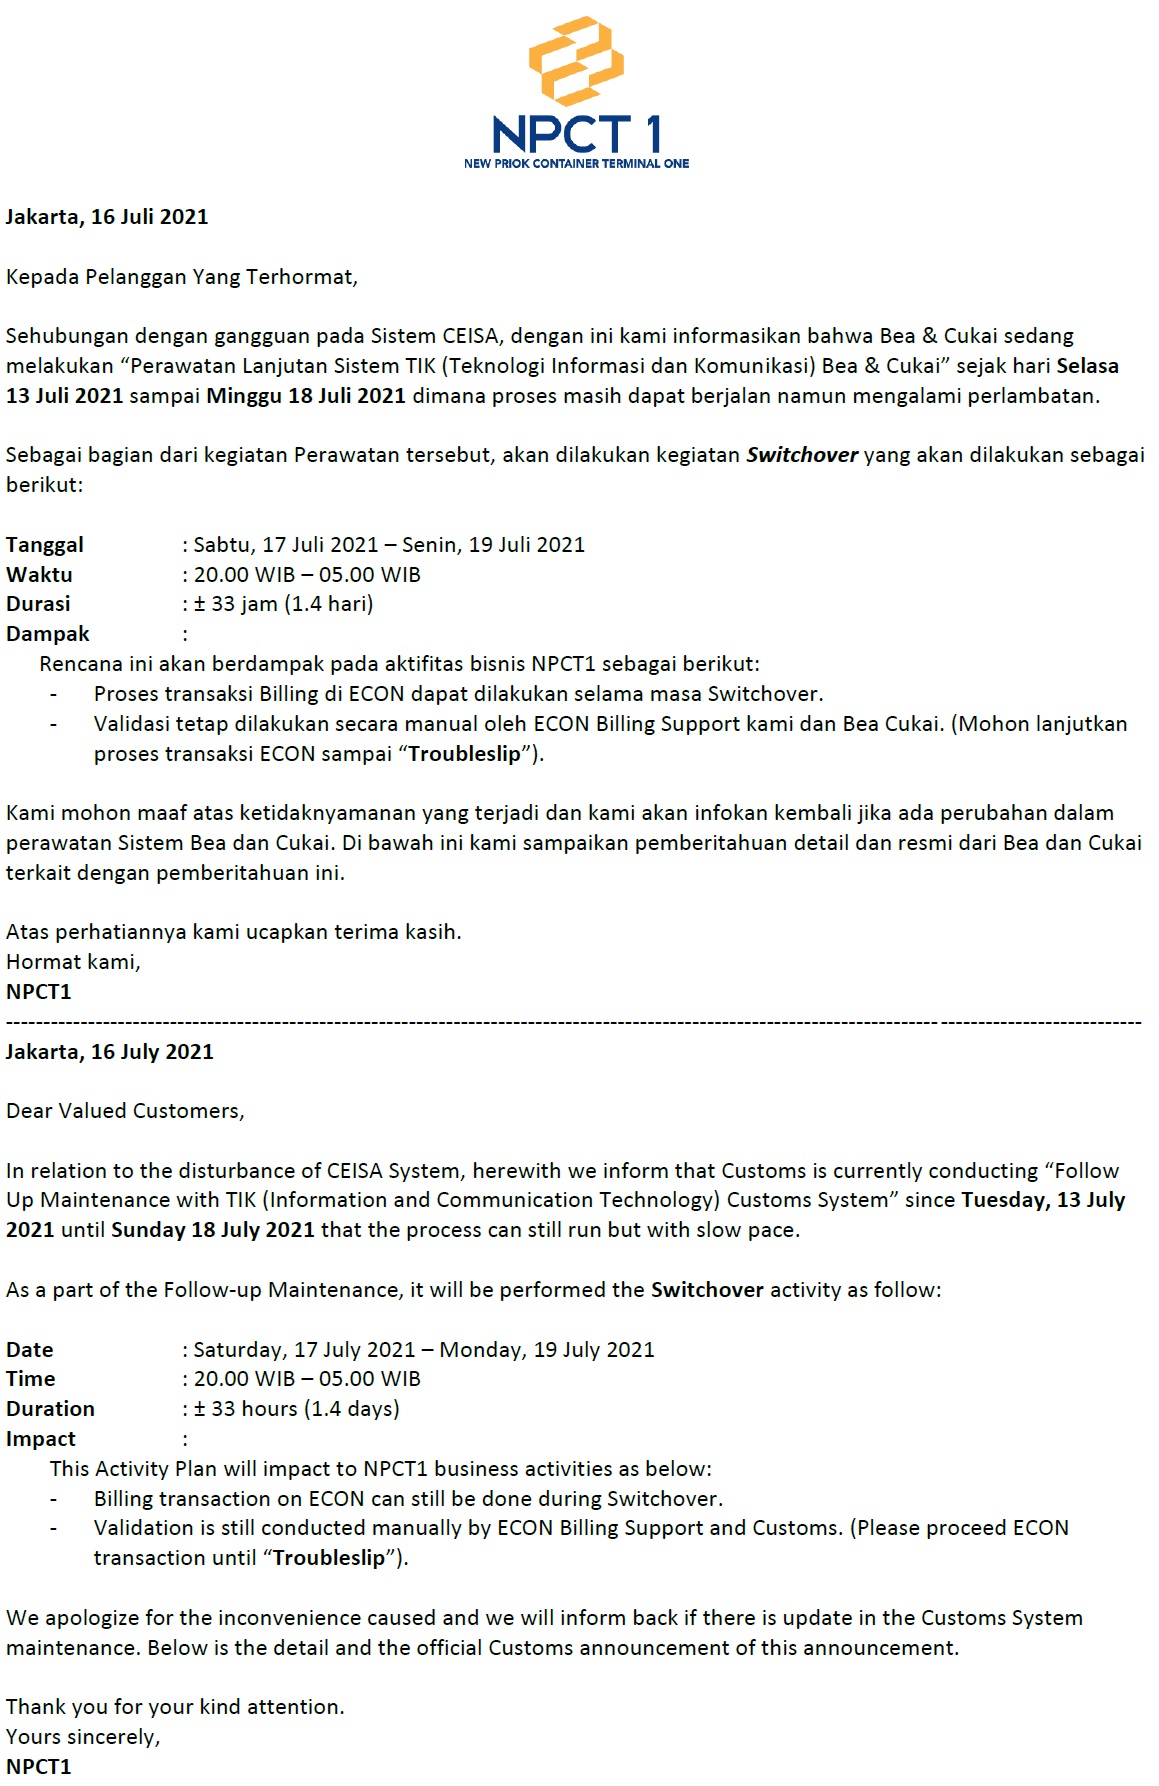 NPCT 1
NEW PRIOK CONTAINER TERMINAL ONE
Jakarta, 16 Juli 2021
Kepada Pelanggan Yang Terhormat,
Sehubungan dengan gangguan pada Sistem CEISA, dengan ini kami informasikan bahwa Bea & Cukai sedang
melakukan “Perawatan Lanjutan Sistem TIK (Teknologi Informasi dan Komunikasi) Bea & Cukai” sejak hari Selasa
13 Juli 2021 sampai Minggu 18 Juli 2021 dimana proses masih dapat berjalan namun mengalami perlambatan.
Sebagai bagian dari kegiatan Perawatan tersebut, akan dilakukan kegiatan Switchover yang akan dilakukan sebagai
berikut:
Tanggal : Sabtu, 17 Juli 2021 – Senin, 19 Juli 2021
Waktu : 20.00 WIB – 05.00 WIB
Durasi : ± 33 jam (1.4 hari)
Dampak :
Rencana ini akan berdampak pada aktifitas bisnis NPCT1 sebagai berikut:
- Proses transaksi Billing di ECON dapat dilakukan selama masa Switchover.
- Validasi tetap dilakukan secara manual oleh ECON Billing Support kami dan Bea Cukai. (Mohon lanjutkan
proses transaksi ECON sampai “Troubleslip”).
Kami mohon maaf atas ketidaknyamanan yang terjadi dan kami akan infokan kembali jika ada perubahan dalam
perawatan Sistem Bea dan Cukai. Di bawah ini kami sampaikan pemberitahuan detail dan resmi dari Bea dan Cukai
terkait dengan pemberitahuan ini.
Atas perhatiannya kami ucapkan terima kasih.
Hormat kami,
NPCT1
Jakarta, 16 July 2021
Dear Valued Customers,
In relation to the disturbance of CEISA System, herewith we inform that Customs is currently conducting “Follow
Up Maintenance with TIK (Information and Communication Technology) Customs System” since Tuesday, 13 July
2021 until Sunday 18 July 2021 that the process can still run but with slow pace.
As a part of the Follow-up Maintenance, it will be performed the Switchover activity as follow:
Date : Saturday, 17 July 2021 – Monday, 19 July 2021
Time : 20.00 WIB – 05.00 WIB
Duration : ± 33 hours (1.4 days)
Impact :
This Activity Plan will impact to NPCT1 business activities as below:
- Billing transaction on ECON can still be done during Switchover.
- Validation is still conducted manually by ECON Billing Support and Customs. (Please proceed ECON
transaction until “Troubleslip”).
We apologize for the inconvenience caused and we will inform back if there is update in the Customs System
maintenance. Below is the detail and the official Customs announcement of this announcement.
Thank you for your kind attention.
Yours sincerely,
NPCT1